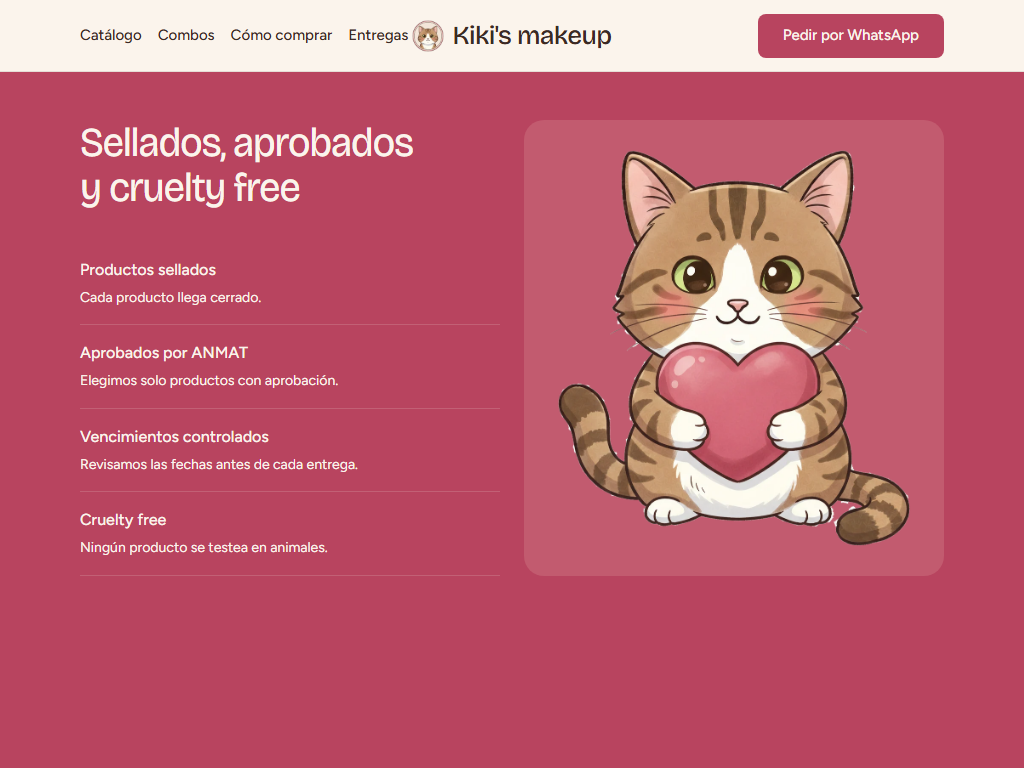 Catálogo Combos Cómo comprar Entregas Kiki's makeup Pedir por WhatsApp
Sellados, aprobados
y cruelty free
Productos sellados
Cada producto llega cerrado.
Aprobados por ANMAT
Elegimos solo productos con aprobación.
Vencimientos controlados
Revisamos las fechas antes de cada entrega.
Cruelty free
Ningún producto se testea en animales.